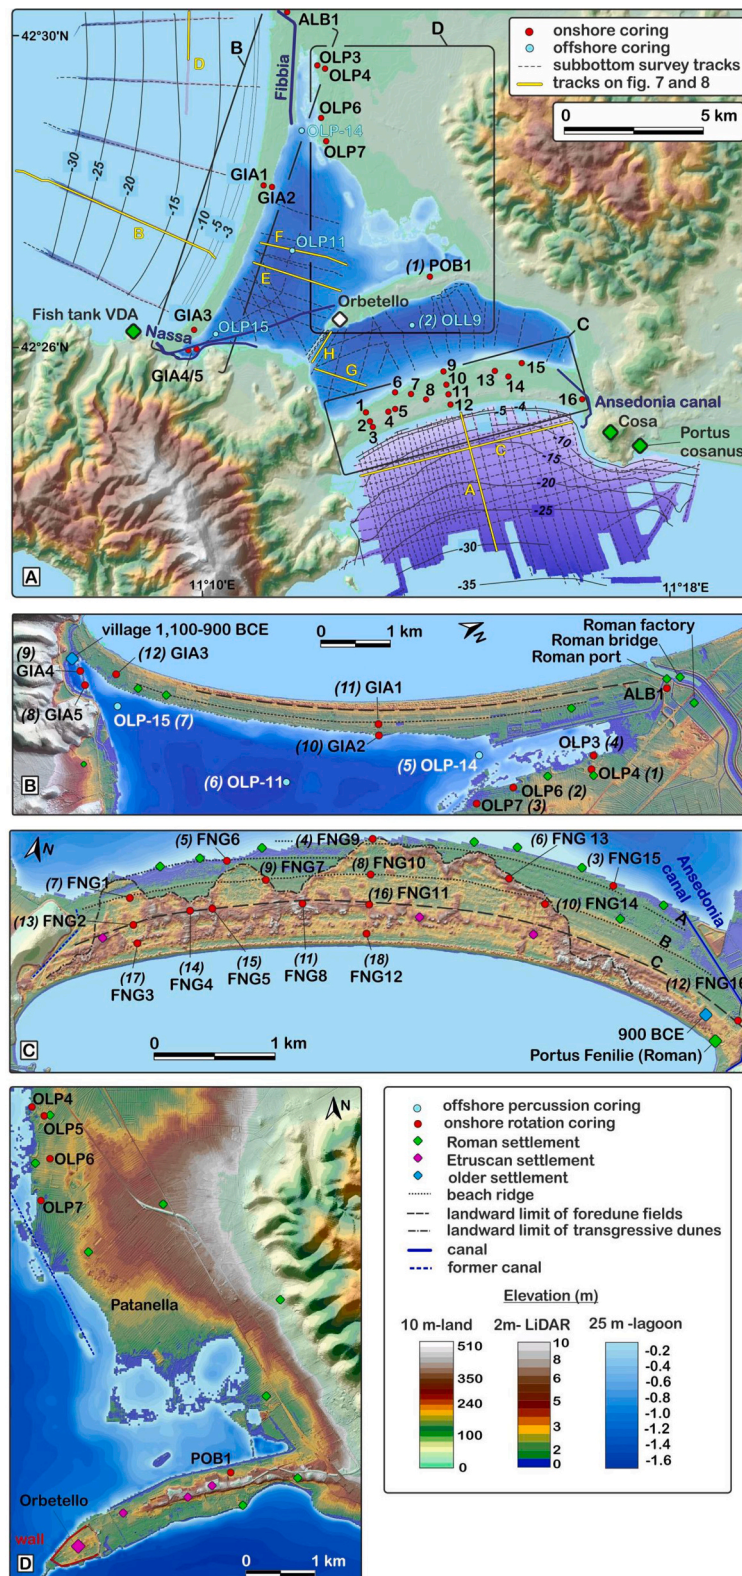 42°30'N
ALB1
B
D
D
onshore coring
offshore coring
subbottom survey tracks
tracks on fig. 7 and 8
0 5 km
Fibbia
OLP3
OLP4
OLP6
OLP-14
OLP7
-30
-25
-20
-15
-10
-5
-3
GIA1
GIA2
B
F
OLP11
E
(1) POB1
Fish tank VDA
GIA3
Nassa
OLP15
Orbetello
(2) OLL9
42°26'N
GIA4/5
H
G
C
9
15
10
13
14
6
7
11
8
12
16
1
4
5
2
3
-5
-4
Ansedonia canal
Cosa
-10
C
-15
Portus
cosanus
A
-20
-25
-30
-35
A
11°10'E
11°18'E
village 1,100-900 BCE
0 1 km
N
Roman factory
Roman bridge
Roman port
(9)
GIA4
(12) GIA3
(11) GIA1
ALB1
(8) GIA5
OLP-15 (7)
(10) GIA2
(5) OLP-14
OLP3 (4)
(6) OLP-11
OLP4 (1)
OLP6 (2)
OLP7 (3)
B
N
(5) FNG6
(4) FNG9
(6) FNG 13
(9) FNG7
(8) FNG10
(3) FNG15
(7) FNG1
(16) FNG11
(10) FNG14
Ansedonia
canal
A
(13) FNG2
B
C
(17)
FNG3
(14)
FNG4
(15)
FNG5
(11)
FNG8
(18)
FNG12
(12) FNG16
0 1 km
900 BCE
Portus Fenilie (Roman)
C
OLP4
OLP5
N
OLP6
OLP7
Patanella
POB1
Orbetello
wall
D
0 1 km
offshore percussion coring
onshore rotation coring
Roman settlement
Etruscan settlement
older settlement
beach ridge
landward limit of foredune fields
landward limit of transgressive dunes
canal
former canal
Elevation (m)
10 m-land
2m- LiDAR
25 m -lagoon
510
350
240
100
0
10
8
6
5
3
2
0
-0.2
-0.4
-0.6
-0.8
-1.0
-1.2
-1.4
-1.6